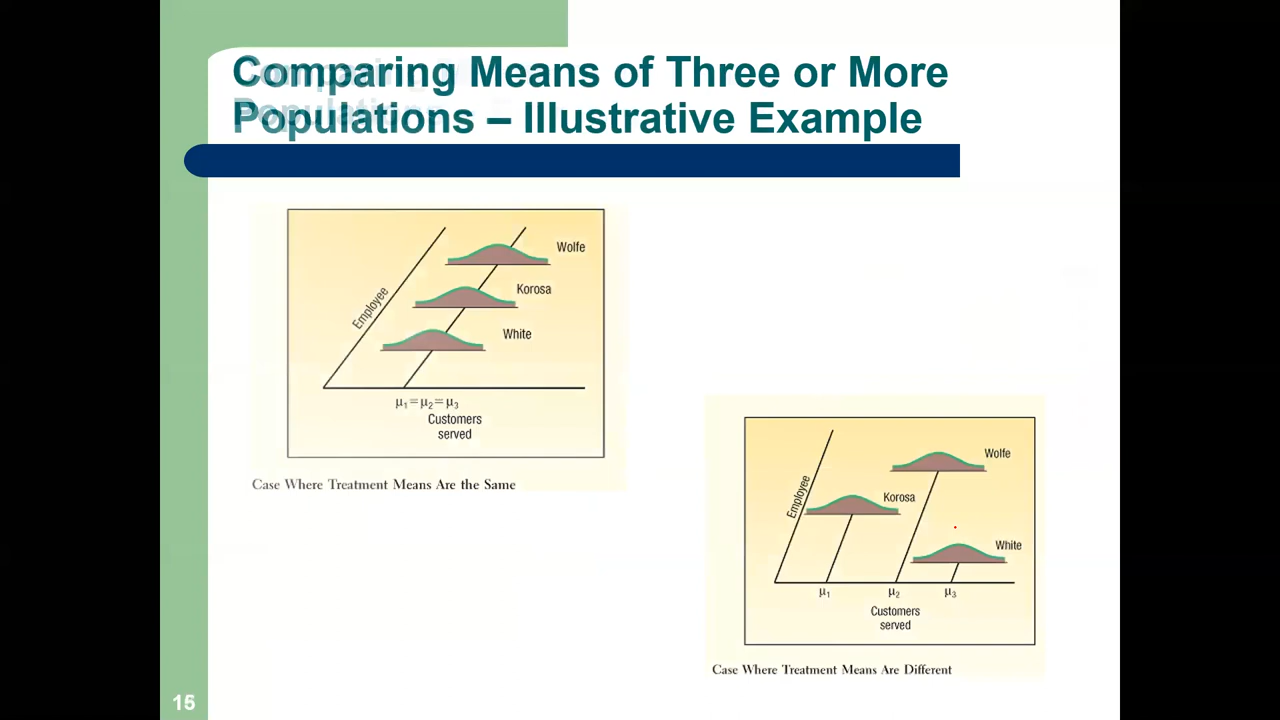 Comparing Means of Three or More
Populations – Illustrative Example
Wolfe
Korosa
White
Employee
μ1=μ2=μ3
Customers
served
Case Where Treatment Means Are the Same
Wolfe
Korosa
White
Employee
μ1 μ2 μ3
Customers
served
Case Where Treatment Means Are Different
15